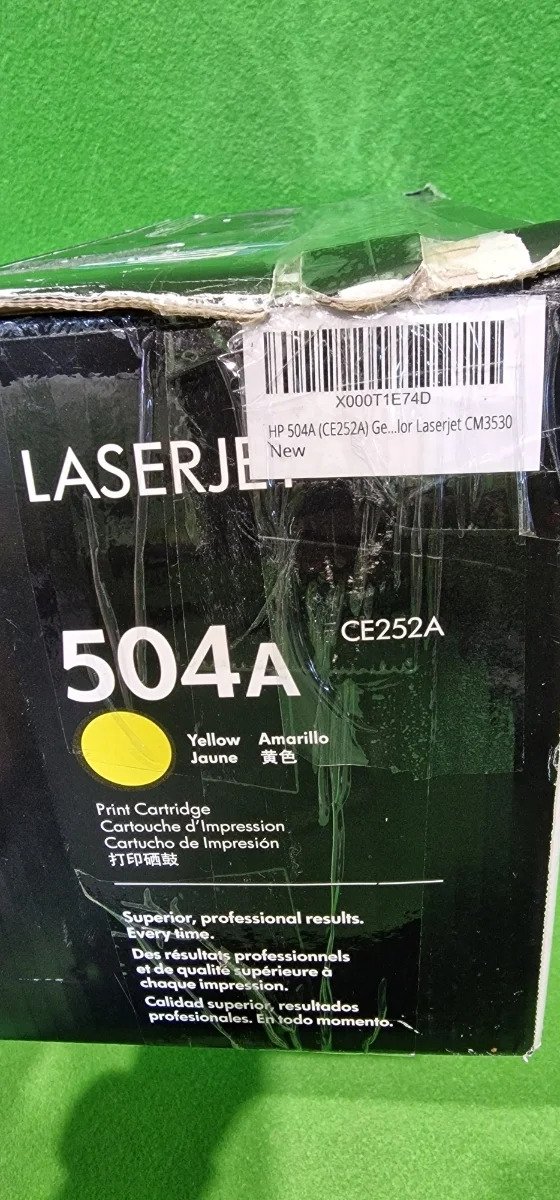 X000T1E74D
HP 504A (CE252A) Ge...lor Laserjet CM3530
New
LASERJET
504A
CE252A
Yellow Amarillo
Jaune 黄色
Print Cartridge
Cartouche d'Impression
Cartucho de Impresión
打印硒鼓
Superior, professional results.
Every time.
Des résultats professionnels
et de qualité supérieure à
chaque impression.
Calidad superior, resultados
profesionales. En todo momento.